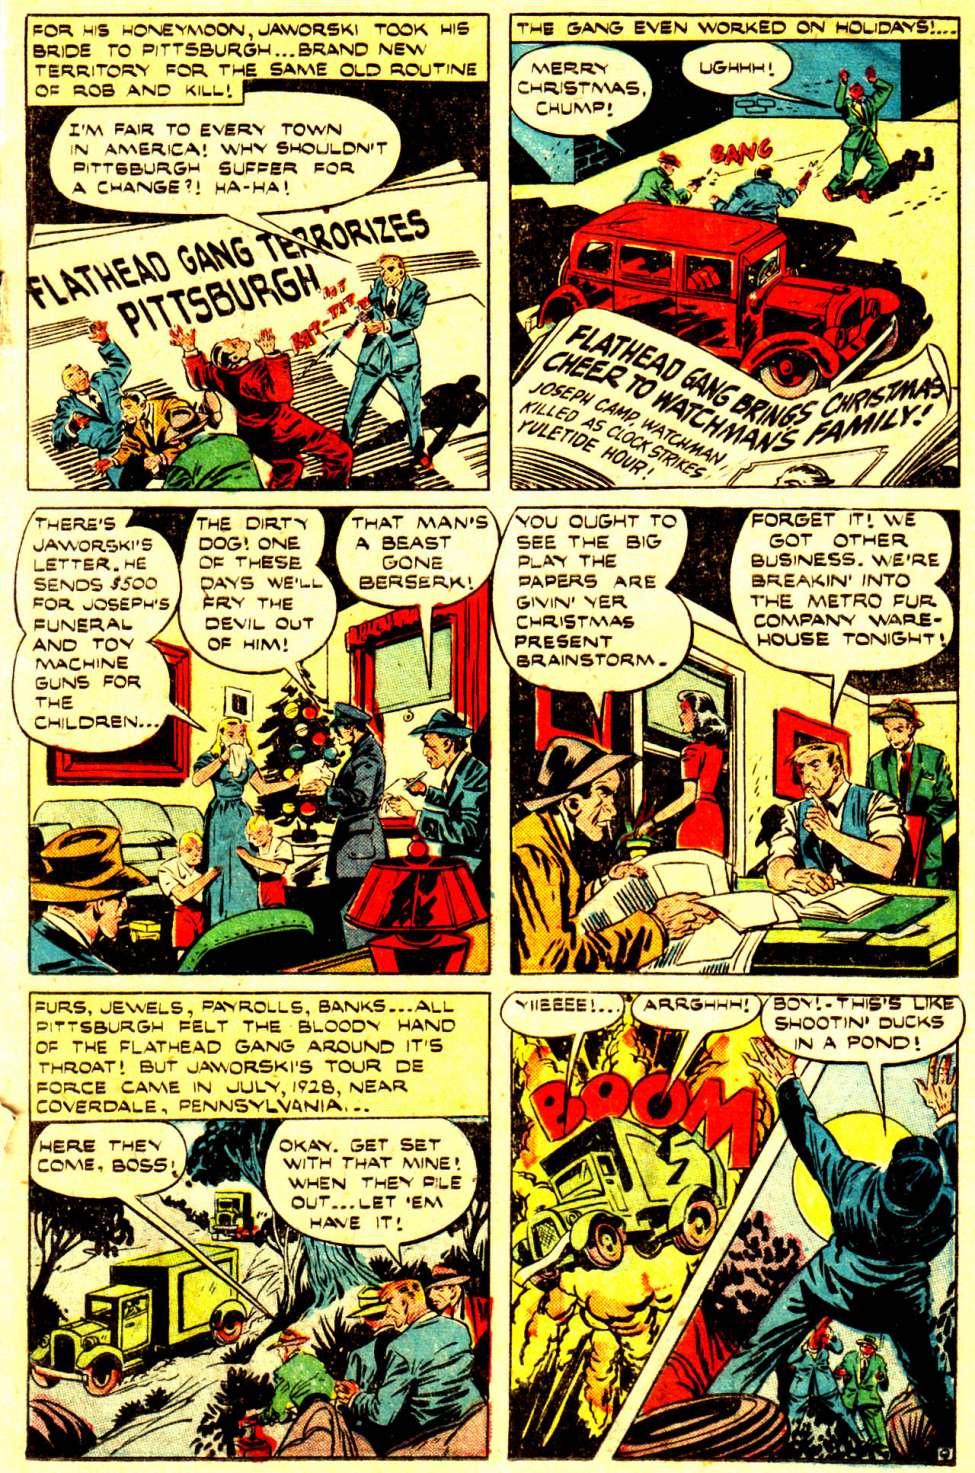 FOR HIS HONEYMOON, JAWORSKI TOOK HIS
BRIDE TO PITTSBURGH...BRAND NEW
TERRITORY FOR THE SAME OLD ROUTINE
OF ROB AND KILL!
I'M FAIR TO EVERY TOWN
IN AMERICA! WHY SHOULDN'T
PITTSBURGH SUFFER FOR
A CHANGE?! HA-HA!
FLATHEAD GANG TERRORIZES
PITTSBURGH
THE GANG EVEN WORKED ON HOLIDAYS!...
MERRY
CHRISTMAS,
CHUMP!
UGHHH!
BANG
FLATHEAD GANG BRINGS CHRISTMAS
CHEER TO WATCHMAN'S FAMILY!
JOSEPH CAMP, WATCHMAN
KILLED AS CLOCK STRIKES
YULETIDE HOUR!
THERE'S
JAWORSKI'S
LETTER. HE
SENDS $500
FOR JOSEPH'S
FUNERAL
AND TOY
MACHINE
GUNS FOR
THE
CHILDREN...
THE DIRTY
DOG! ONE
OF THESE
DAYS WE'LL
FRY THE
DEVIL OUT
OF HIM!
THAT MAN'S
A BEAST
GONE
BERSERK!
YOU OUGHT TO
SEE THE BIG
PLAY THE
PAPERS ARE
GIVIN' YER
CHRISTMAS
PRESENT
BRAINSTORM.
FORGET IT! WE
GOT OTHER
BUSINESS. WE'RE
BREAKIN' INTO
THE METRO FUR
COMPANY WARE-
HOUSE TONIGHT!
FURS, JEWELS, PAYROLLS, BANKS...ALL
PITTSBURGH FELT THE BLOODY HAND
OF THE FLATHEAD GANG AROUND IT'S
THROAT! BUT JAWORSKI'S TOUR DE
FORCE CAME IN JULY, 1928, NEAR
COVERDALE, PENNSYLVANIA...
HERE THEY
COME, BOSS!
OKAY. GET SET
WITH THAT MINE!
WHEN THEY PILE
OUT...LET 'EM
HAVE IT!
YIIEEEE!...
ARRGHHH!
BOOM
BOY!-THIS'S LIKE
SHOOTIN' DUCKS
IN A POND!